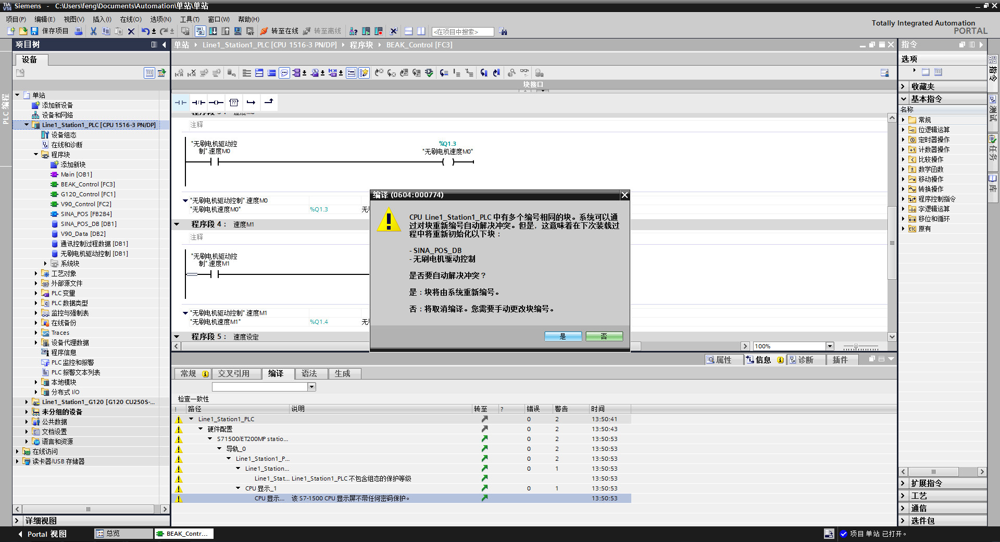 Siemens  -  C:\Users\feng\Documents\Automation\单站\单站
项目(P) 编辑(E) 视图(V) 插入(I) 在线(O) 选项(N) 工具(T) 窗口(W) 帮助(H)
Totally Integrated Automation
PORTAL
保存项目 转至在线 转至离线 <在项目中搜索>
项目树
单站 Line1_Station1_PLC [CPU 1516-3 PN/DP] 程序块 BEAK_Control [FC3]
指令
设备
选项
块接口
PLC 编程
单站
添加新设备
设备和网络
Line1_Station1_PLC [CPU 1516-3 PN/DP]
设备组态
在线和诊断
程序块
添加新块
Main [OB1]
BEAK_Control [FC3]
G120_Control [FC1]
V90_Control [FC2]
SINA_POS [FB284]
SINA_POS_DB [DB1]
V90_Data [DB2]
通讯控制过程数据 [DB1]
无刷电机驱动控制 [DB1]
系统块
工艺对象
外部源文件
PLC 变量
PLC 数据类型
监控与强制表
在线备份
Traces
设备代理数据
程序信息
PLC 监控和报警
PLC 报警文本列表
本地模块
分布式 I/O
Line1_Station1_G120 [G120 CU250S-...
未分组的设备
公共数据
文档设置
语言和资源
在线访问
读卡器/USB 存储器
详细视图
注释
"无刷电机驱动控
制".速度M0
%Q1.3
"无刷电机速度M0"
"无刷电机驱动控制".速度M0
"无刷电机速度M0" %Q1.3 无
程序段 4： 速度M1
注释
"无刷电机驱动控
制".速度M1
"无刷电机驱动控制".速度M1
"无刷电机速度M1" %Q1.4 无
程序段 5： 速度设定
100%
编译 (0604:000774)
CPU Line1_Station1_PLC 中有多个编号相同的块。系统可以通
过对块重新编号自动解决冲突。但是，这意味着在下次装载过
程中将重新初始化以下块：
- SINA_POS_DB
- 无刷电机驱动控制
是否要自动解决冲突？
是：块将由系统重新编号。
否：将取消编译。您需要手动更改块编号。
是 否
属性 信息 诊断 插件
常规 交叉引用 编译 语法 生成
检查一致性
! 路径 说明 转至 ? 错误 警告 时间
Line1_Station1_PLC 0 2 13:50:41
硬件配置 0 2 13:50:43
S71500/ET200MP statio... 0 2 13:50:53
导轨_0 0 2 13:50:53
Line1_Station1_P... 0 2 13:50:53
Line1_Station... 0 1 13:50:53
Line1_Stat... Line1_Station1_PLC 不包含组态的保护等级 13:50:53
CPU 显示_1 0 1 13:50:53
CPU 显示... 该 S7-1500 CPU 显示屏不带任何密码保护。 13:50:53
收藏夹
基本指令
名称
常规
位逻辑运算
定时器操作
计数器操作
比较操作
数学函数
移动操作
转换操作
程序控制指令
字逻辑运算
移位和循环
原有
扩展指令
工艺
通信
选件包
指令
测试
任务
库
Portal 视图 总览 BEAK_Contr... 项目 单站 已打开。